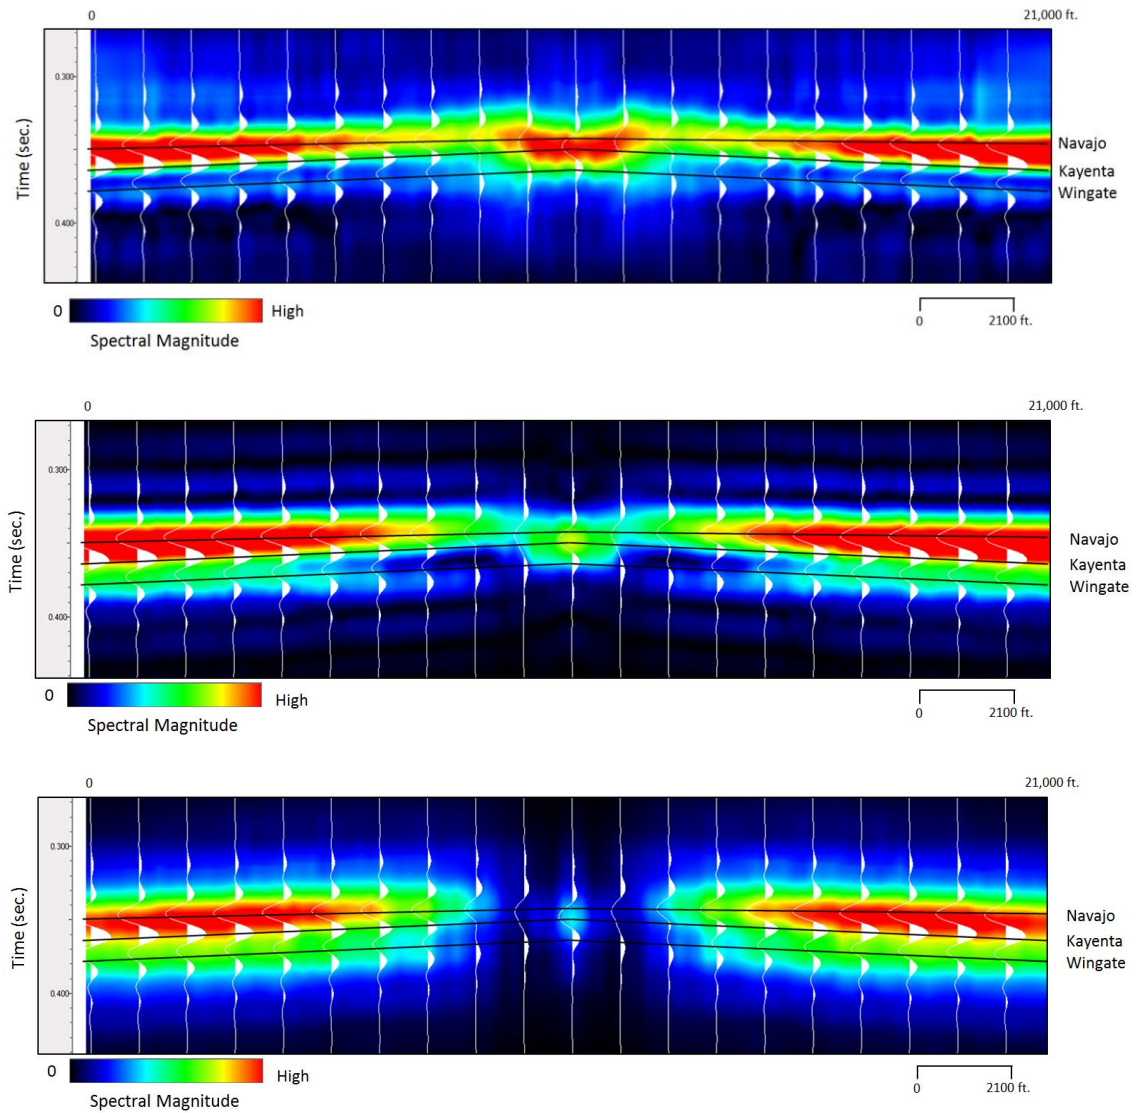 0 21,000 ft.
0.300
Navajo
Kayenta
Wingate
0.400
Time (sec.)
0 High
Spectral Magnitude
0 2100 ft.
0 21,000 ft.
0.300
Navajo
Kayenta
Wingate
0.400
Time (sec.)
0 High
Spectral Magnitude
0 2100 ft.
0 21,000 ft.
0.300
Navajo
Kayenta
Wingate
0.400
Time (sec.)
0 High
Spectral Magnitude
0 2100 ft.